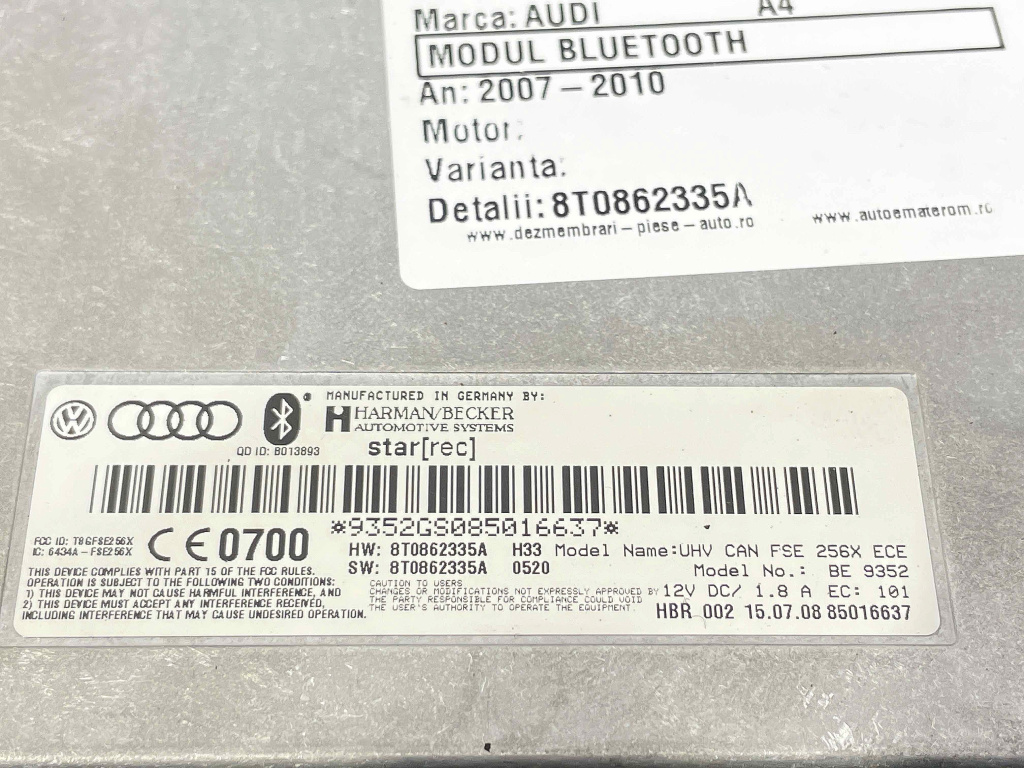 Marca: AUDI A4
MODUL BLUETOOTH
An: 2007 – 2010
Motor:
Varianta:
Detalii: 8T0862335A
www.dezmembrari-piese-auto.ro www.autoematerom.ro
MANUFACTURED IN GERMANY BY:
HARMAN/BECKER
AUTOMOTIVE SYSTEMS
QD ID: B013893
star[rec]
*9352GS085016637*
FCC ID: T8GFSE256X
IC: 6434A-FSE256X
CE 0700
HW: 8T0862335A H33 Model Name:UHV CAN FSE 256X ECE
SW: 8T0862335A 0520 Model No.: BE 9352
THIS DEVICE COMPLIES WITH PART 15 OF THE FCC RULES.
OPERATION IS SUBJECT TO THE FOLLOWING TWO CONDITIONS:
1) THIS DEVICE MAY NOT CAUSE HARMFUL INTERFERENCE, AND
2) THIS DEVICE MUST ACCEPT ANY INTERFERENCE RECEIVED,
INCLUDING INTERFERENCE THAT MAY CAUSE UNDESIRED OPERATION.
CAUTION TO USERS
CHANGES OR MODIFICATIONS NOT EXPRESSLY APPROVED BY
THE PARTY RESPONSIBLE FOR COMPLIANCE COULD VOID
THE USER'S AUTHORITY TO OPERATE THE EQUIPMENT.
12V DC/ 1.8 A EC: 101
HBR 002 15.07.08 85016637